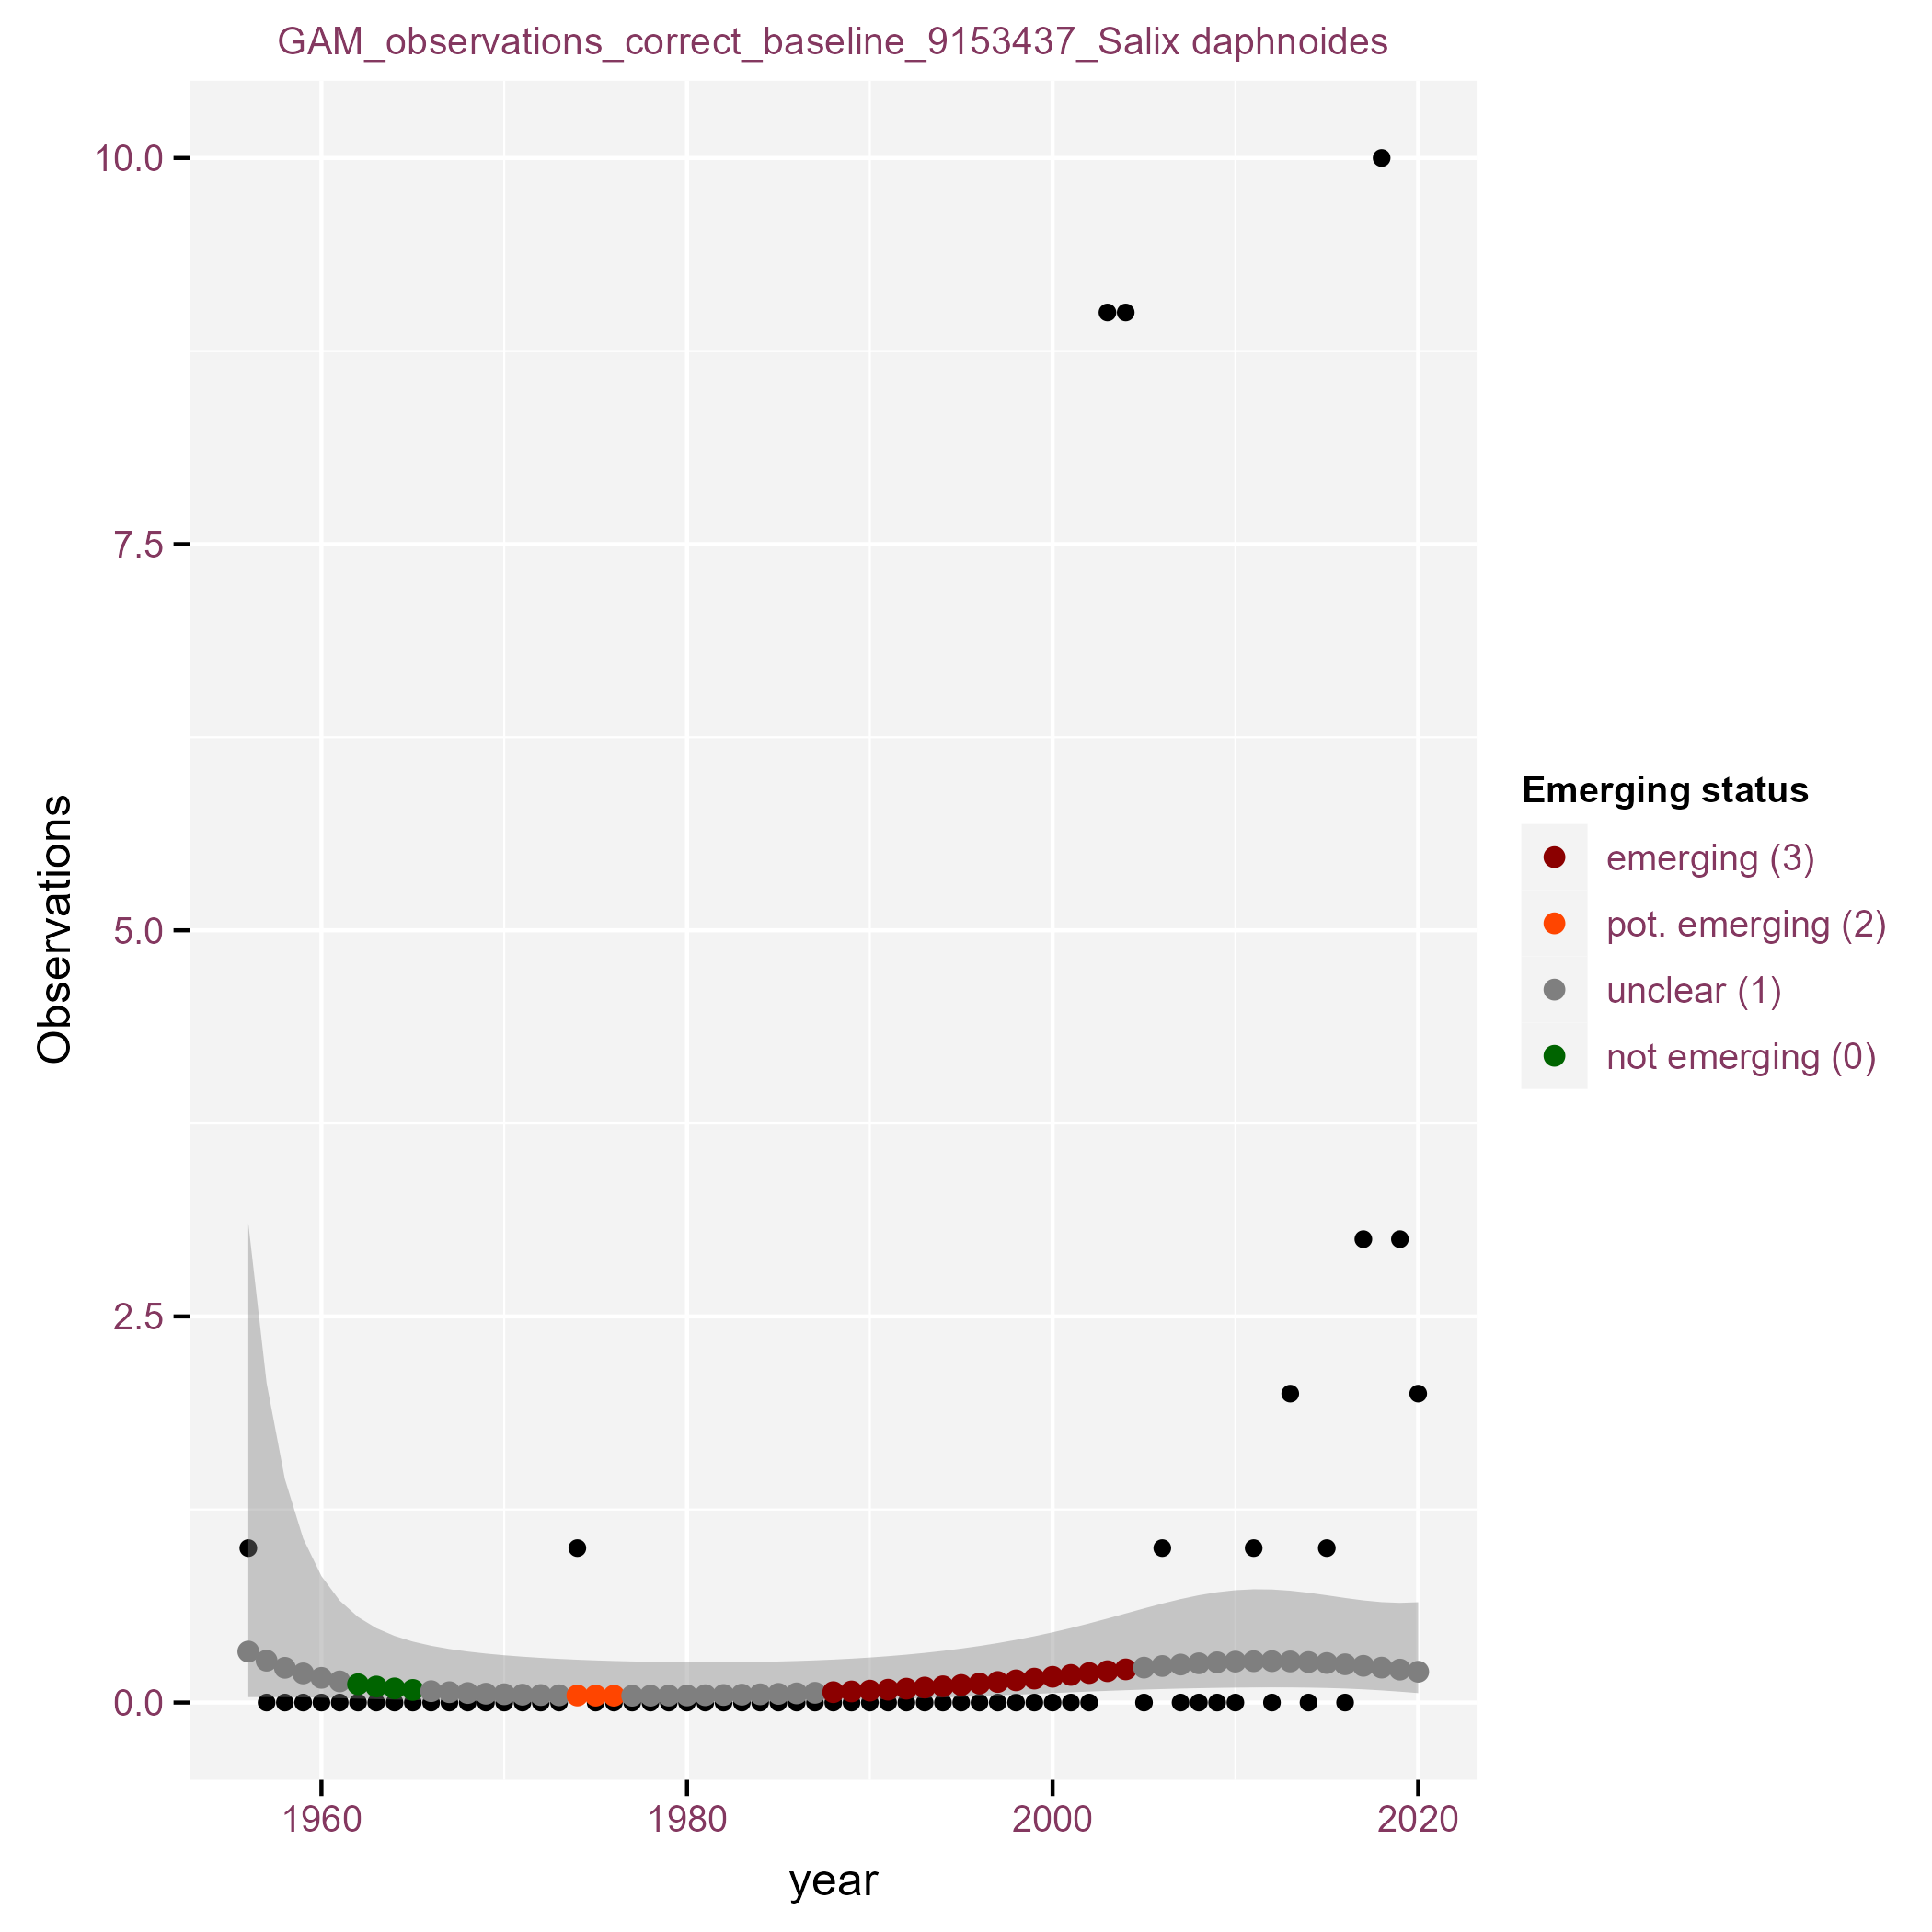 GAM_observations_correct_baseline_9153437_Salix daphnoides
10.0
7.5
5.0
2.5
0.0
Observations
1960
1980
2000
2020
year
Emerging status
emerging (3)
pot. emerging (2)
unclear (1)
not emerging (0)